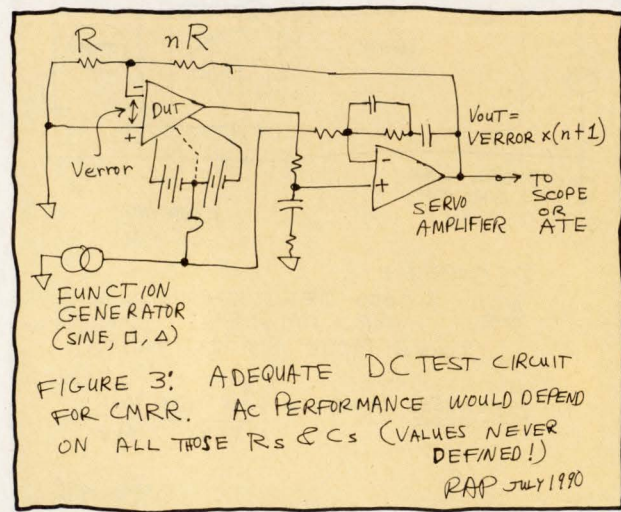 R
nR
-
DUT
+
Verror
VOUT =
VERROR x (n+1)
-
+
SERVO
AMPLIFIER
TO
SCOPE
OR
ATE
FUNCTION
GENERATOR
(SINE, □, Δ)
FIGURE 3: ADEQUATE DC TEST CIRCUIT
FOR CMRR. AC PERFORMANCE WOULD DEPEND
ON ALL THOSE Rs & Cs (VALUES NEVER
DEFINED!)
RAP JULY 1990